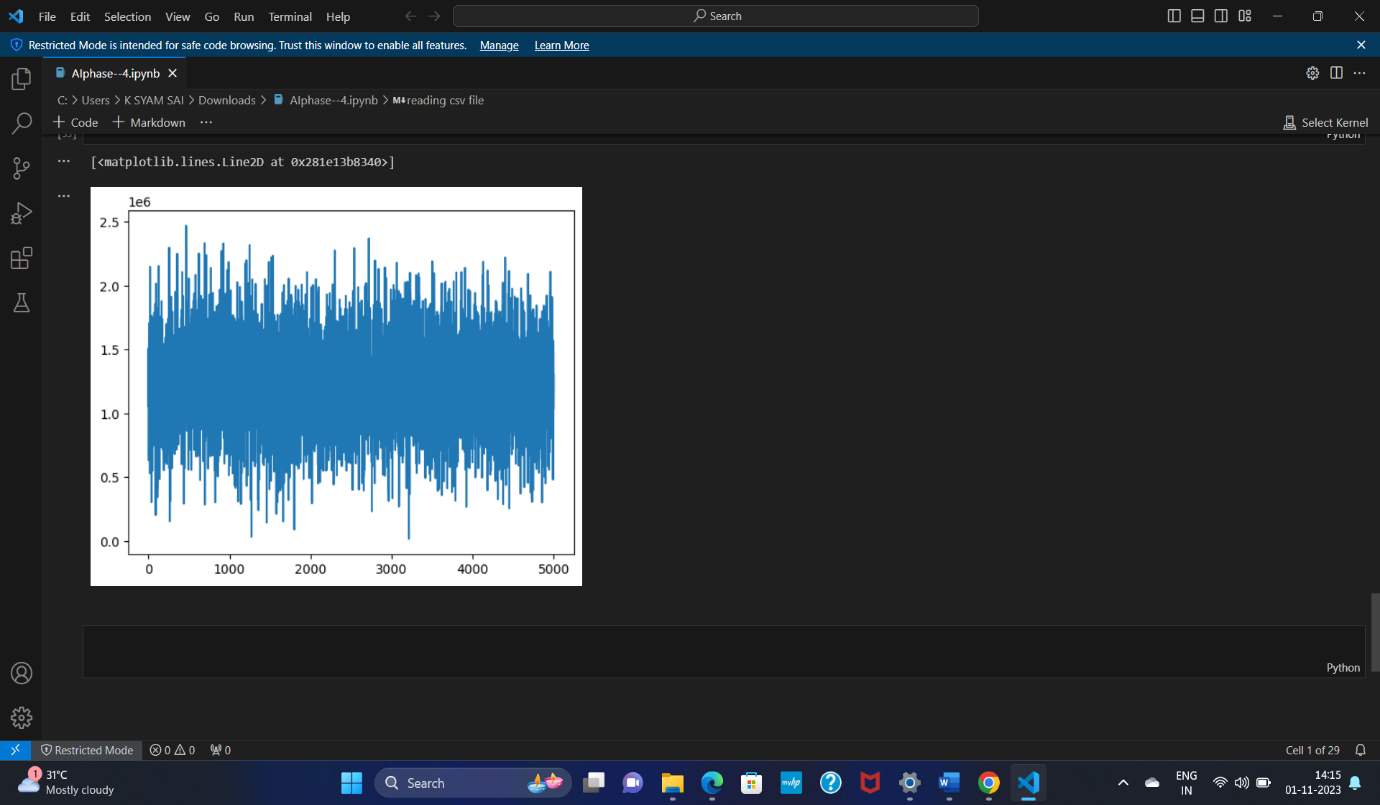 File Edit Selection View Go Run Terminal Help Search
Restricted Mode is intended for safe code browsing. Trust this window to enable all features. Manage Learn More
Alphase--4.ipynb
C: > Users > K SYAM SAI > Downloads > Alphase--4.ipynb > M↓reading csv file
+ Code + Markdown ... Select Kernel
Python
... [<matplotlib.lines.Line2D at 0x281e13b8340>]
...
1e6
2.5
2.0
1.5
1.0
0.5
0.0
0 1000 2000 3000 4000 5000
Python
Restricted Mode 0 0 0 Cell 1 of 29
1 31°C
Mostly cloudy
Search
myhp
W
ENG
IN
14:15
01-11-2023